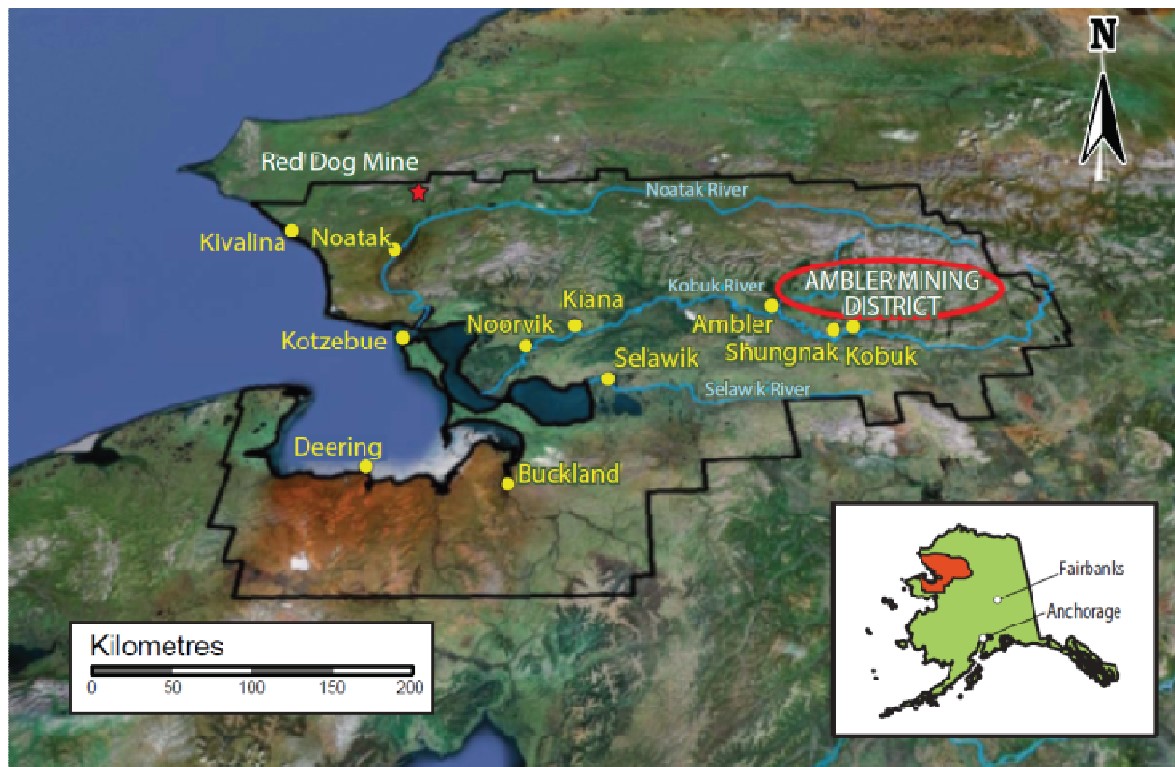 N
Red Dog Mine
Noatak River
Kivalina
Noatak
Kobuk River
AMBLER MINING
DISTRICT
Kiana
Ambler
Noorvik
Kotzebue
Shungnak
Kobuk
Selawik
Selawik River
Deering
Buckland
Fairbanks
Anchorage
Kilometres
0 50 100 150 200